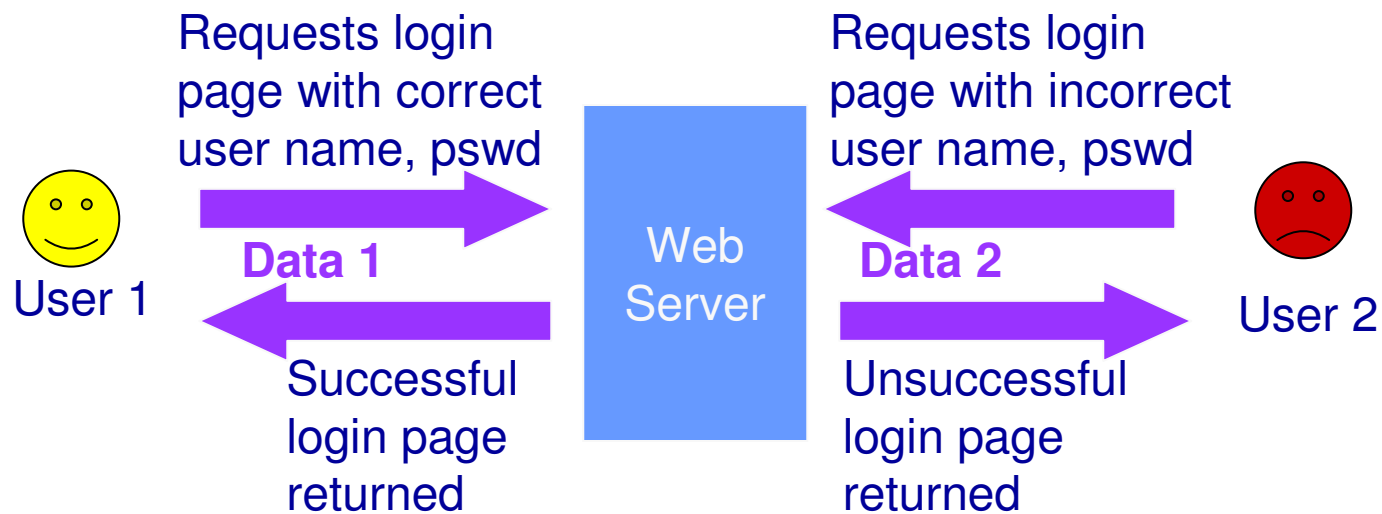 Requests login
page with correct
user name, pswd
Data 1
User 1
Successful
login page
returned
Web
Server
Requests login
page with incorrect
user name, pswd
Data 2
User 2
Unsuccessful
login page
returned